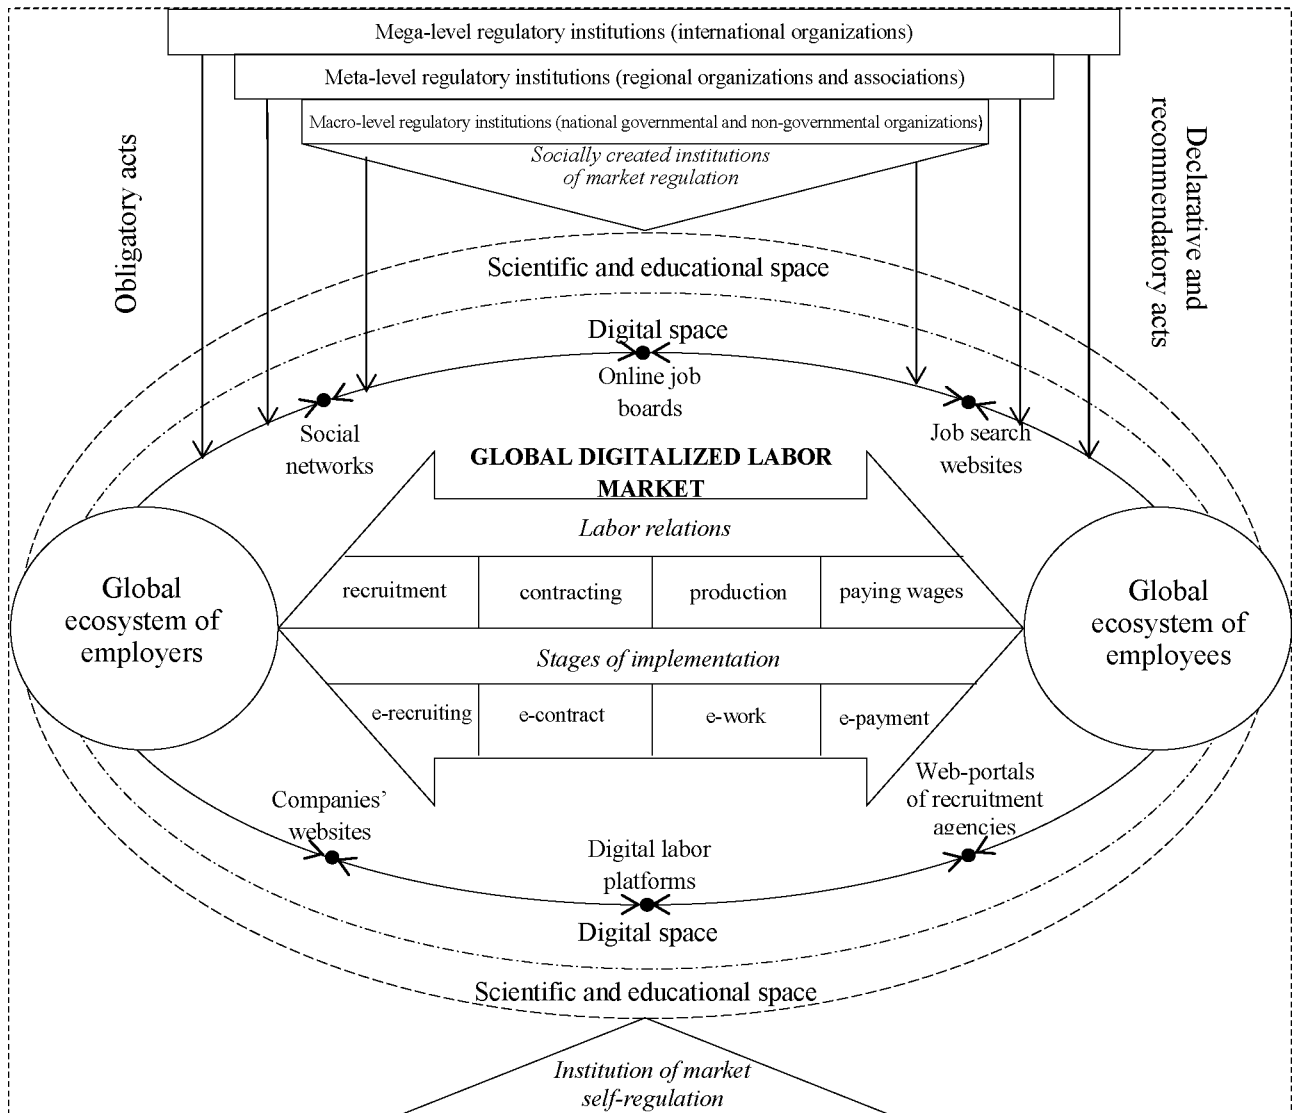 Mega-level regulatory institutions (international organizations)
Meta-level regulatory institutions (regional organizations and associations)
Macro-level regulatory institutions (national governmental and non-governmental organizations)
Socially created institutions
of market regulation
Obligatory acts
Declarative and
recommendatory acts
Scientific and educational space
Digital space
Online job
boards
Social
networks
Job search
websites
GLOBAL DIGITALIZED LABOR
MARKET
Labor relations
recruitment
contracting
production
paying wages
Global
ecosystem of
employers
Global
ecosystem of
employees
Stages of implementation
e-recruiting
e-contract
e-work
e-payment
Companies’
websites
Web-portals
of recruitment
agencies
Digital labor
platforms
Digital space
Scientific and educational space
Institution of market
self-regulation